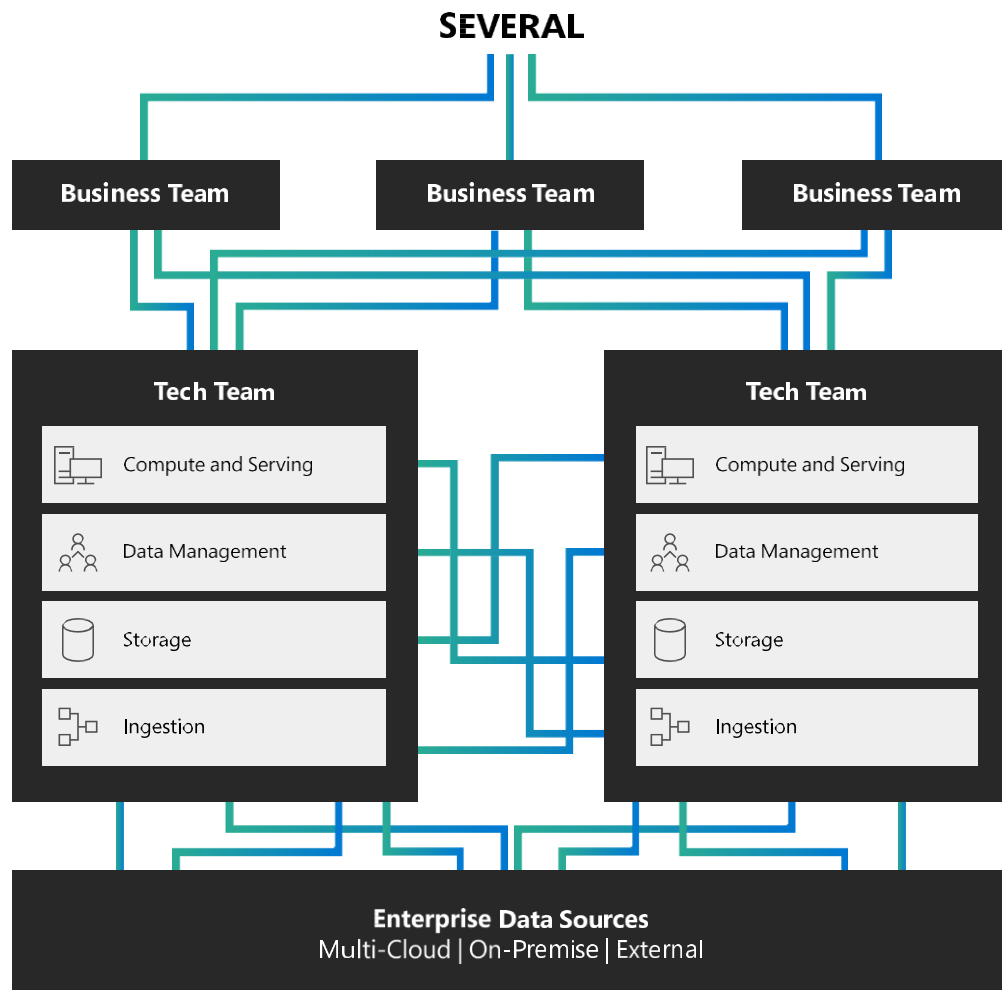 SEVERAL
Business Team
Business Team
Business Team
Tech Team
Compute and Serving
Data Management
Storage
Ingestion
Tech Team
Compute and Serving
Data Management
Storage
Ingestion
Enterprise Data Sources
Multi-Cloud | On-Premise | External